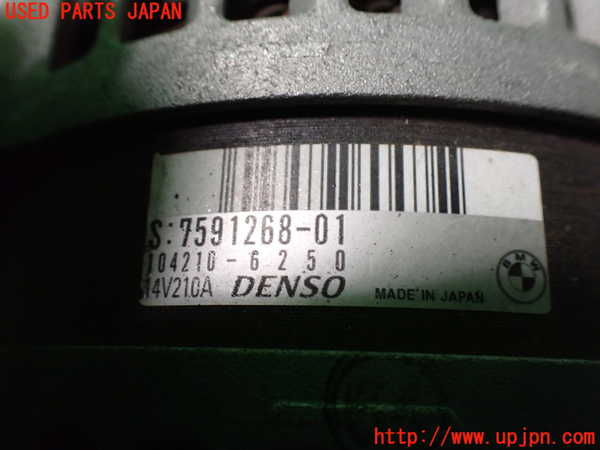 USED PARTS JAPAN
S: 7591268-01
104210-6250
14V210A DENSO MADE IN JAPAN
BMW
http://www.upjpn.com/